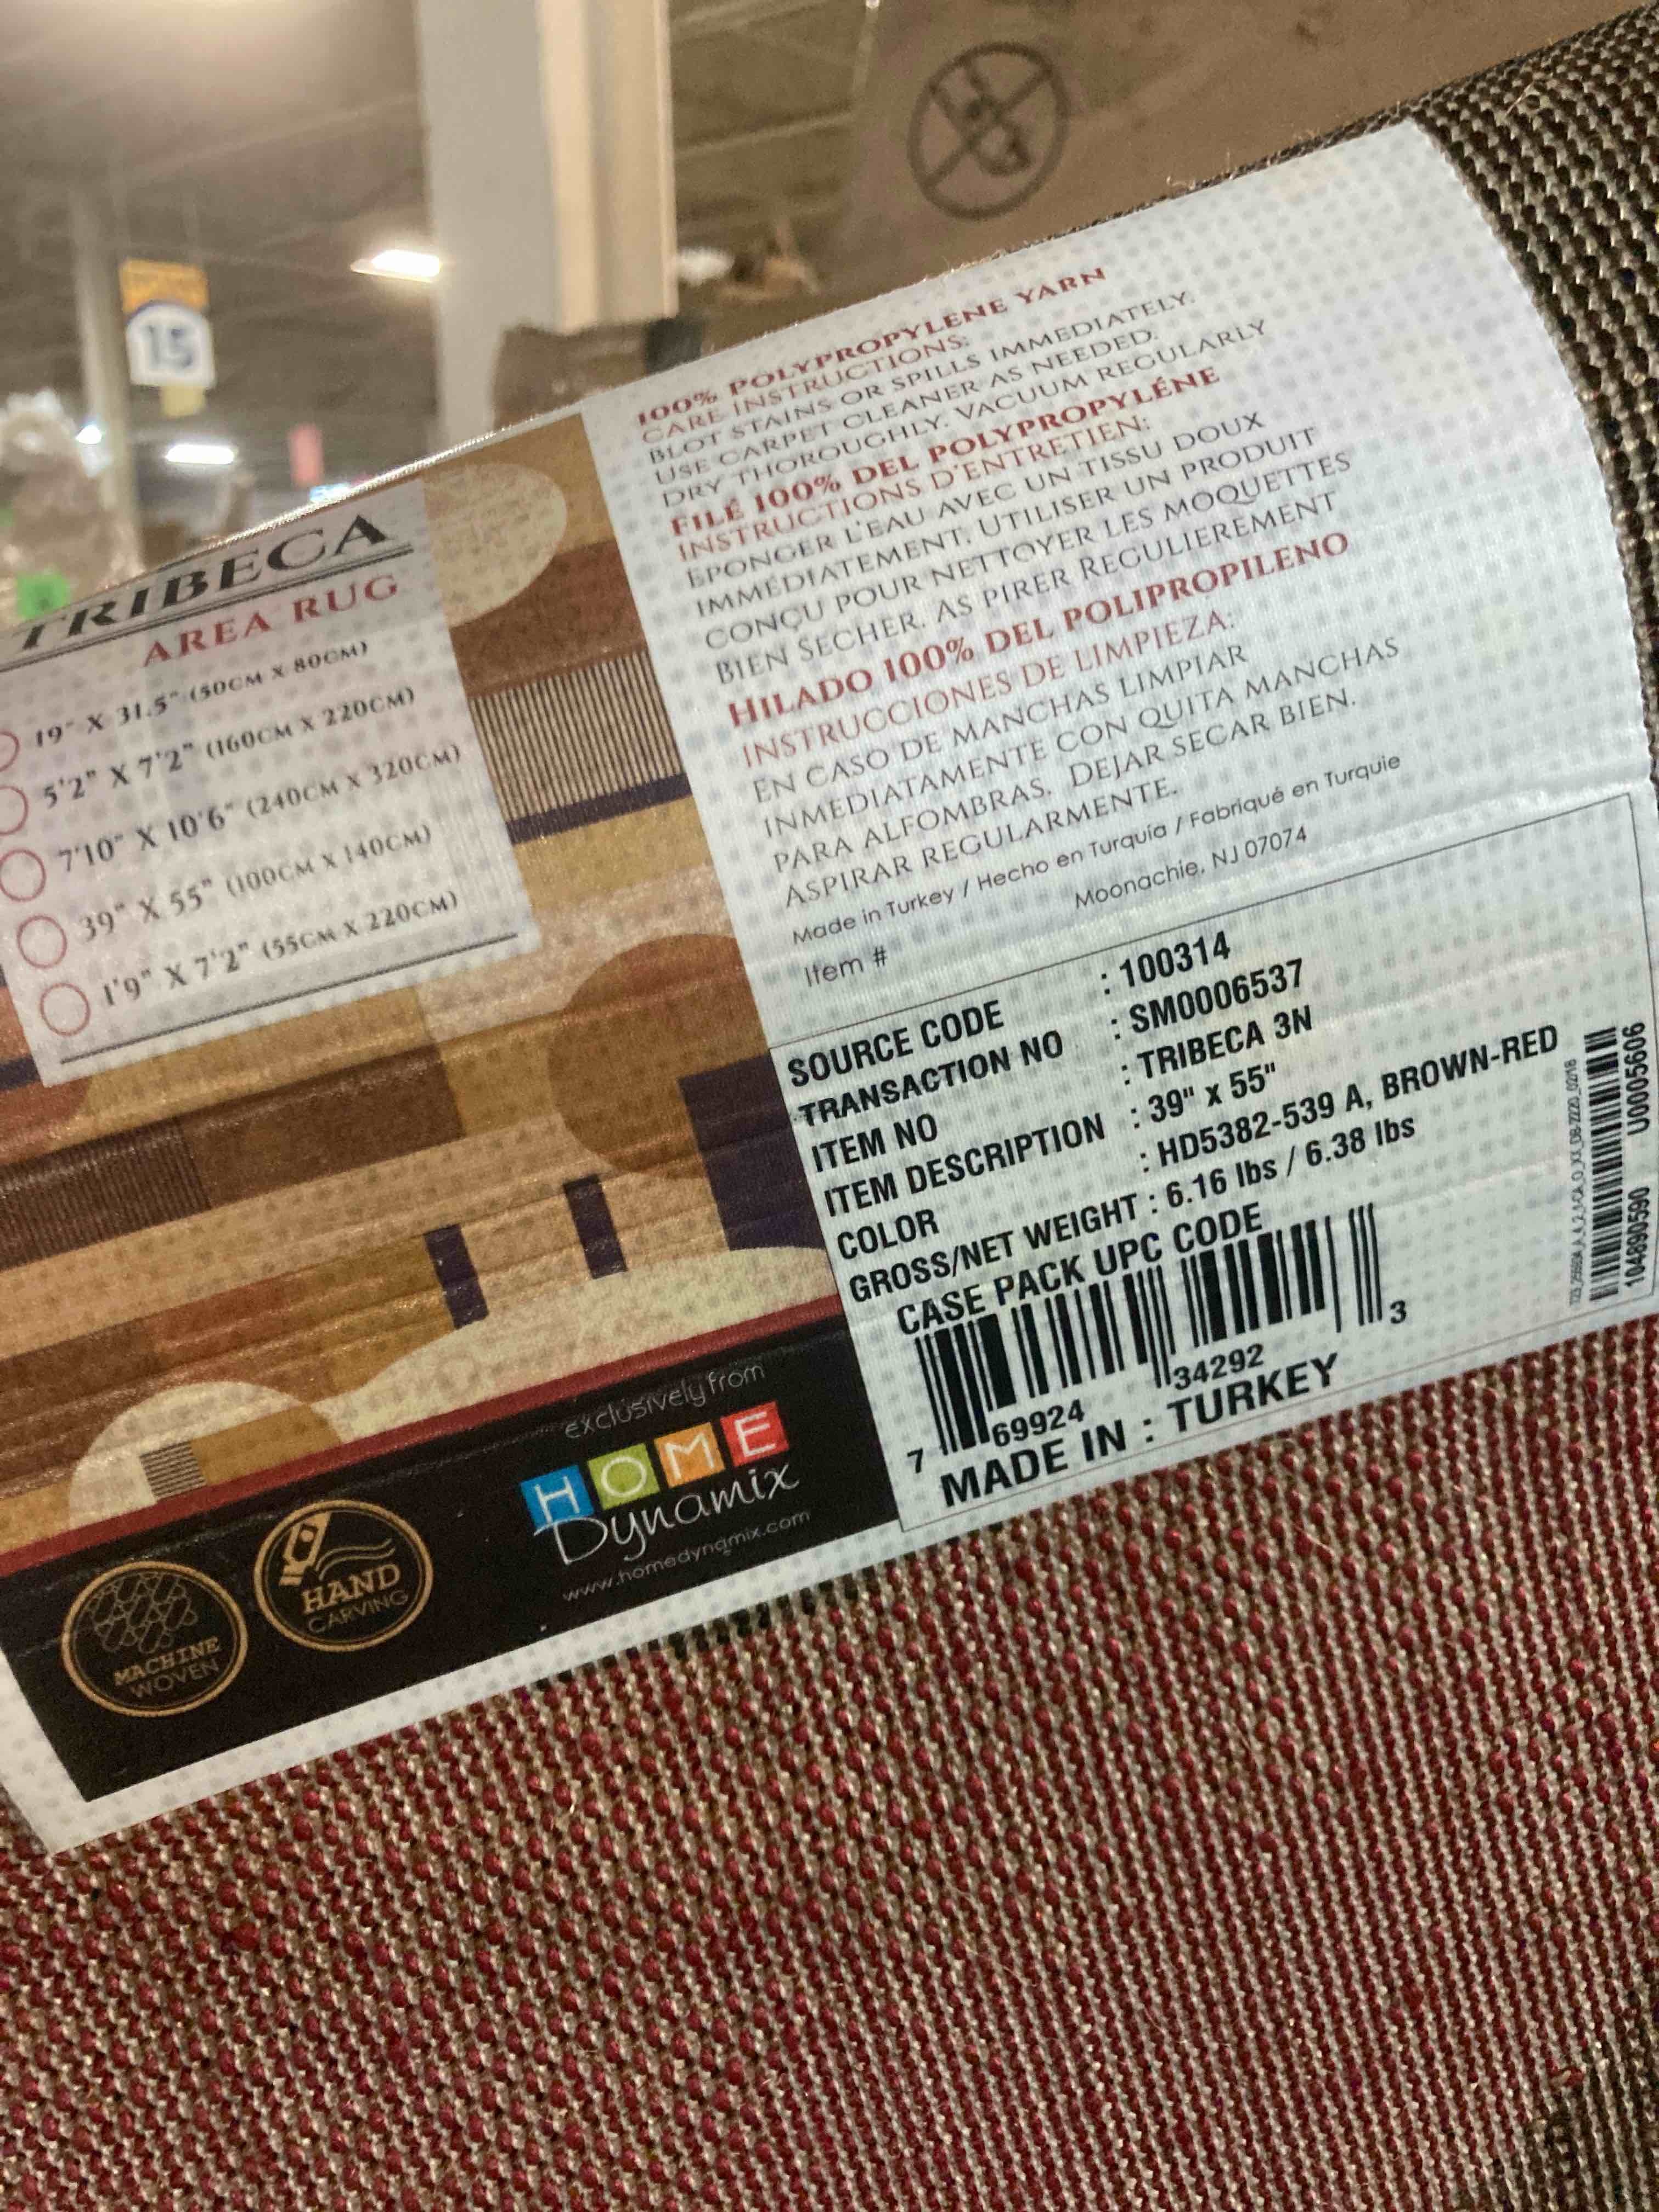 15
TRIBECA
AREA RUG
19" X 31.5" (50CM X 80CM)
5'2" X 7'2" (160CM X 220CM)
7'10" X 10'6" (240CM X 320CM)
39" X 55" (100CM X 140CM)
1'9" X 7'2" (55CM X 220CM)
100% POLYPROPYLENE YARN
CARE INSTRUCTIONS:
BLOT STAINS OR SPILLS IMMEDIATELY.
USE CARPET CLEANER AS NEEDED.
DRY THOROUGHLY. VACUUM REGULARLY
FILÉ 100% DEL POLYPROPYLÉNE
INSTRUCTIONS D'ENTRETIEN:
ÉPONGER L'EAU AVEC UN TISSU DOUX
IMMÉDIATEMENT, UTILISER UN PRODUIT
CONÇU POUR NETTOYER LES MOQUETTES
BIEN SECHER. AS PIRER REGULIEREMENT
HILADO 100% DEL POLIPROPILENO
INSTRUCCIONES DE LIMPIEZA:
EN CASO DE MANCHAS LIMPIAR
INMEDIATAMENTE CON QUITA MANCHAS
PARA ALFOMBRAS. DEJAR SECAR BIEN.
ASPIRAR REGULARMENTE.
Made in Turkey / Hecho en Turquía / Fabriqué en Turquie
Moonachie, NJ 07074
Item #
SOURCE CODE : 100314
TRANSACTION NO : SM0006537
ITEM NO : TRIBECA 3N
ITEM DESCRIPTION : 39" x 55"
COLOR : HD5382-539 A, BROWN-RED
GROSS/NET WEIGHT : 6.16 lbs / 6.38 lbs
CASE PACK UPC CODE
7 69924 34292 3
MADE IN : TURKEY
104890590 U0005606
exclusively from
HOME
Dynamix
www.homedynamix.com
MACHINE
WOVEN
HAND
CARVING